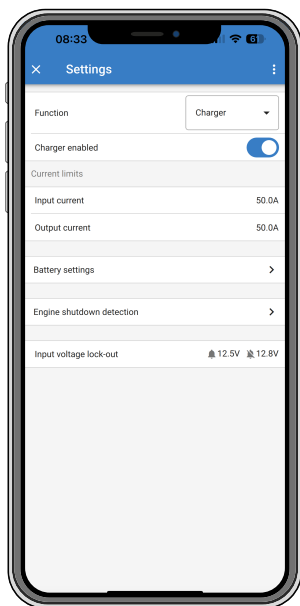 08:33 61
Settings
Function Charger
Charger enabled
Current limits
Input current 50.0A
Output current 50.0A
Battery settings
Engine shutdown detection
Input voltage lock-out 12.5V 12.8V